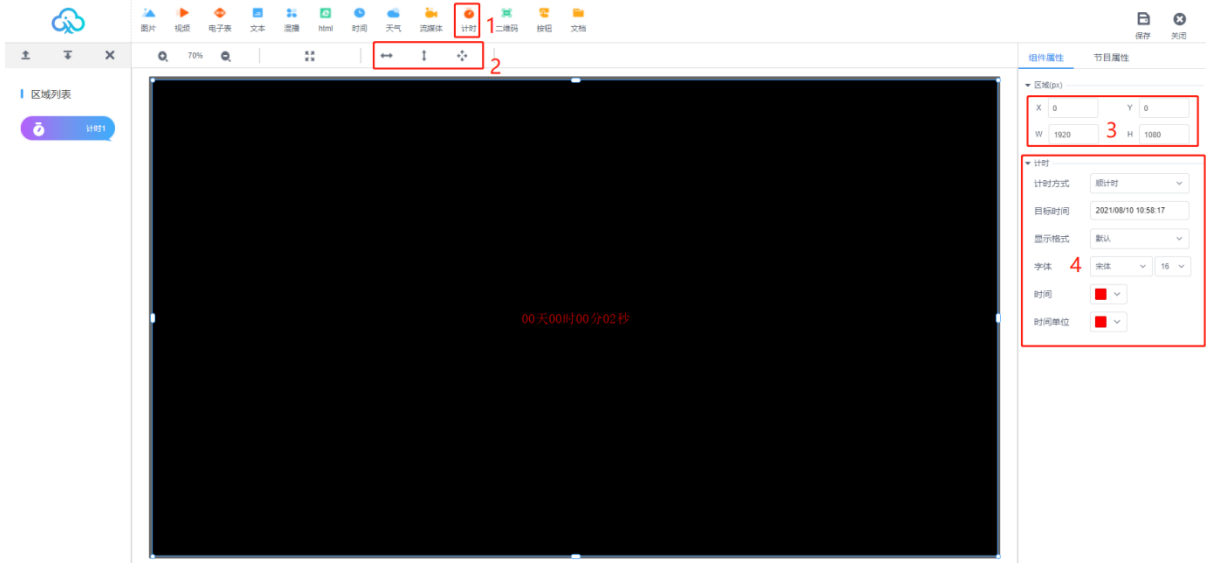 图片 视频 电子表 文本 混播 html 时间 天气 流媒体 计时 1 二维码 按钮 文档
保存 关闭
70%
2
组件属性 节目属性
区域列表
计时1
区域(px)
X 0 Y 0
3
W 1920 H 1080
计时
计时方式 顺计时
目标时间 2021/08/10 10:58:17
显示格式 默认
字体 4 宋体 16
时间
时间单位
00天00时00分02秒